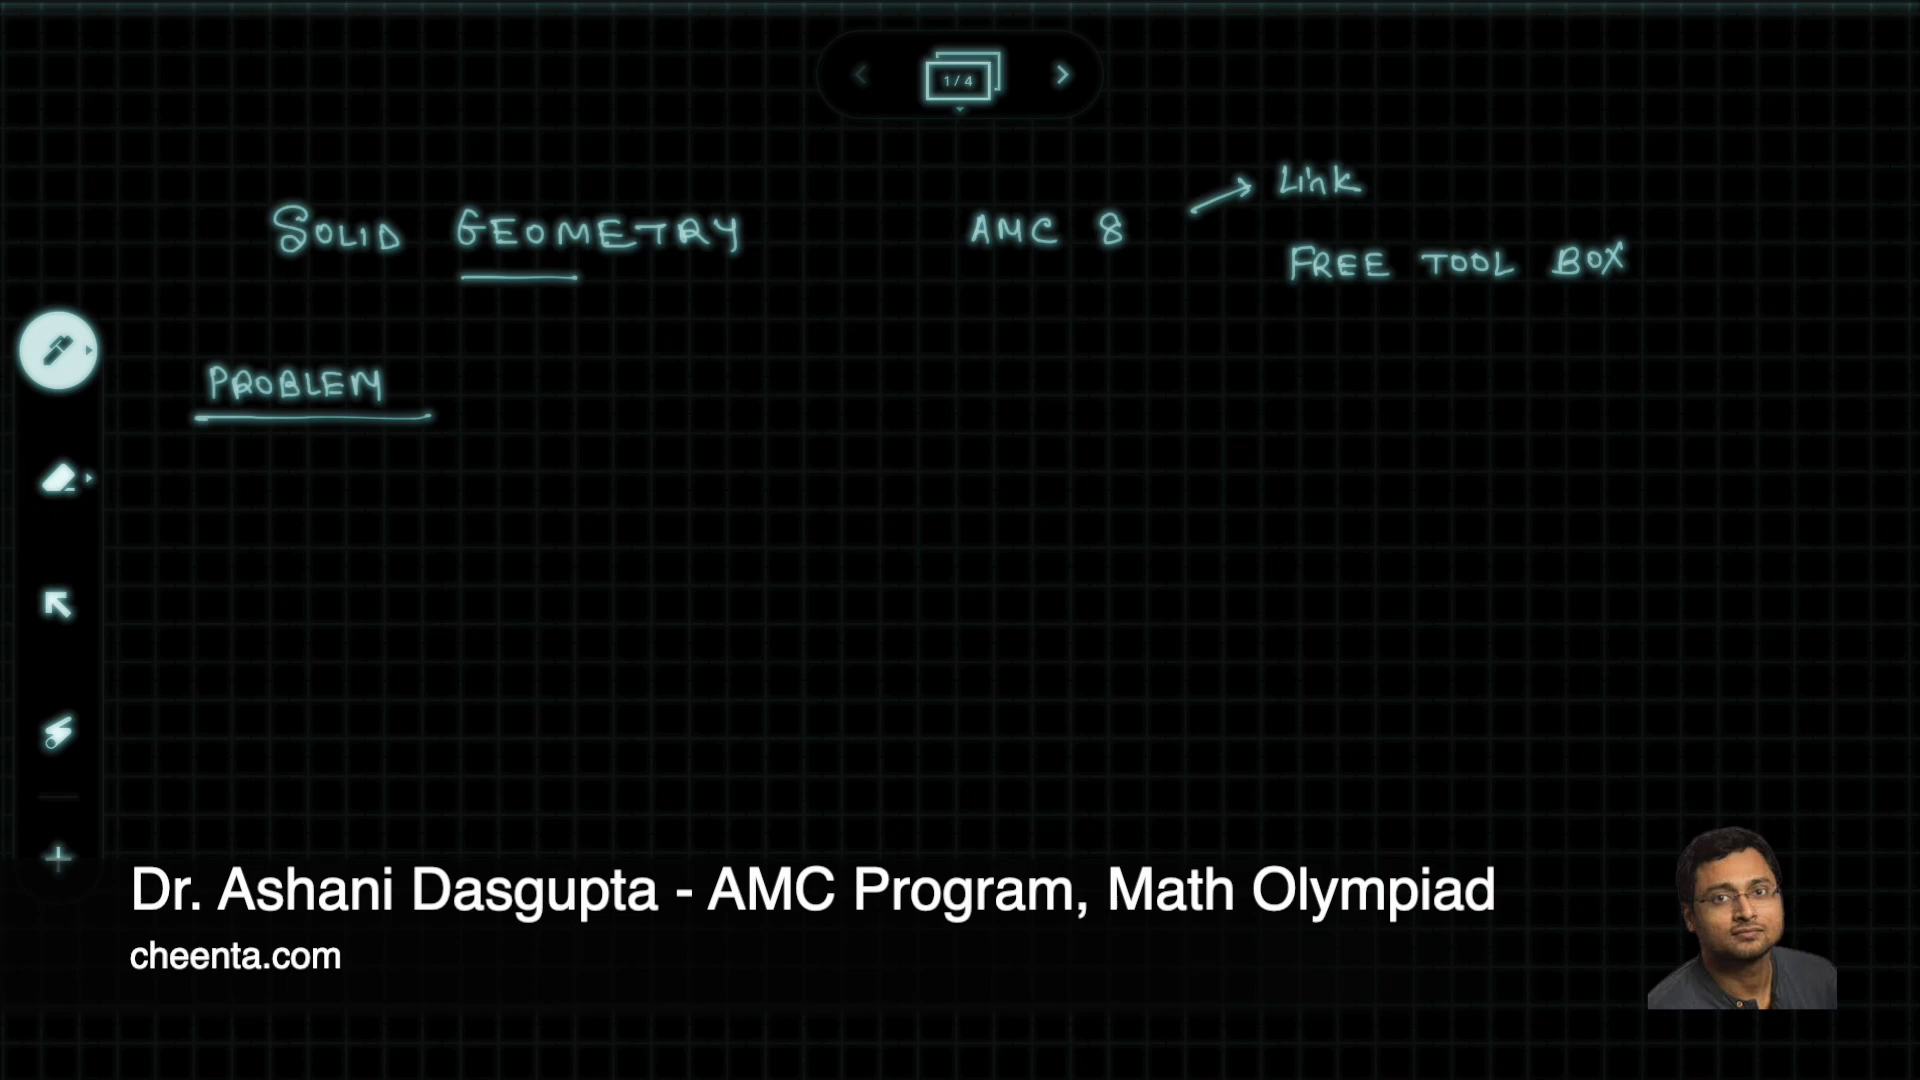 1 / 4
SOLID GEOMETRY AMC 8 Link
FREE TOOL BOX
PROBLEM
Dr. Ashani Dasgupta - AMC Program, Math Olympiad
cheenta.com